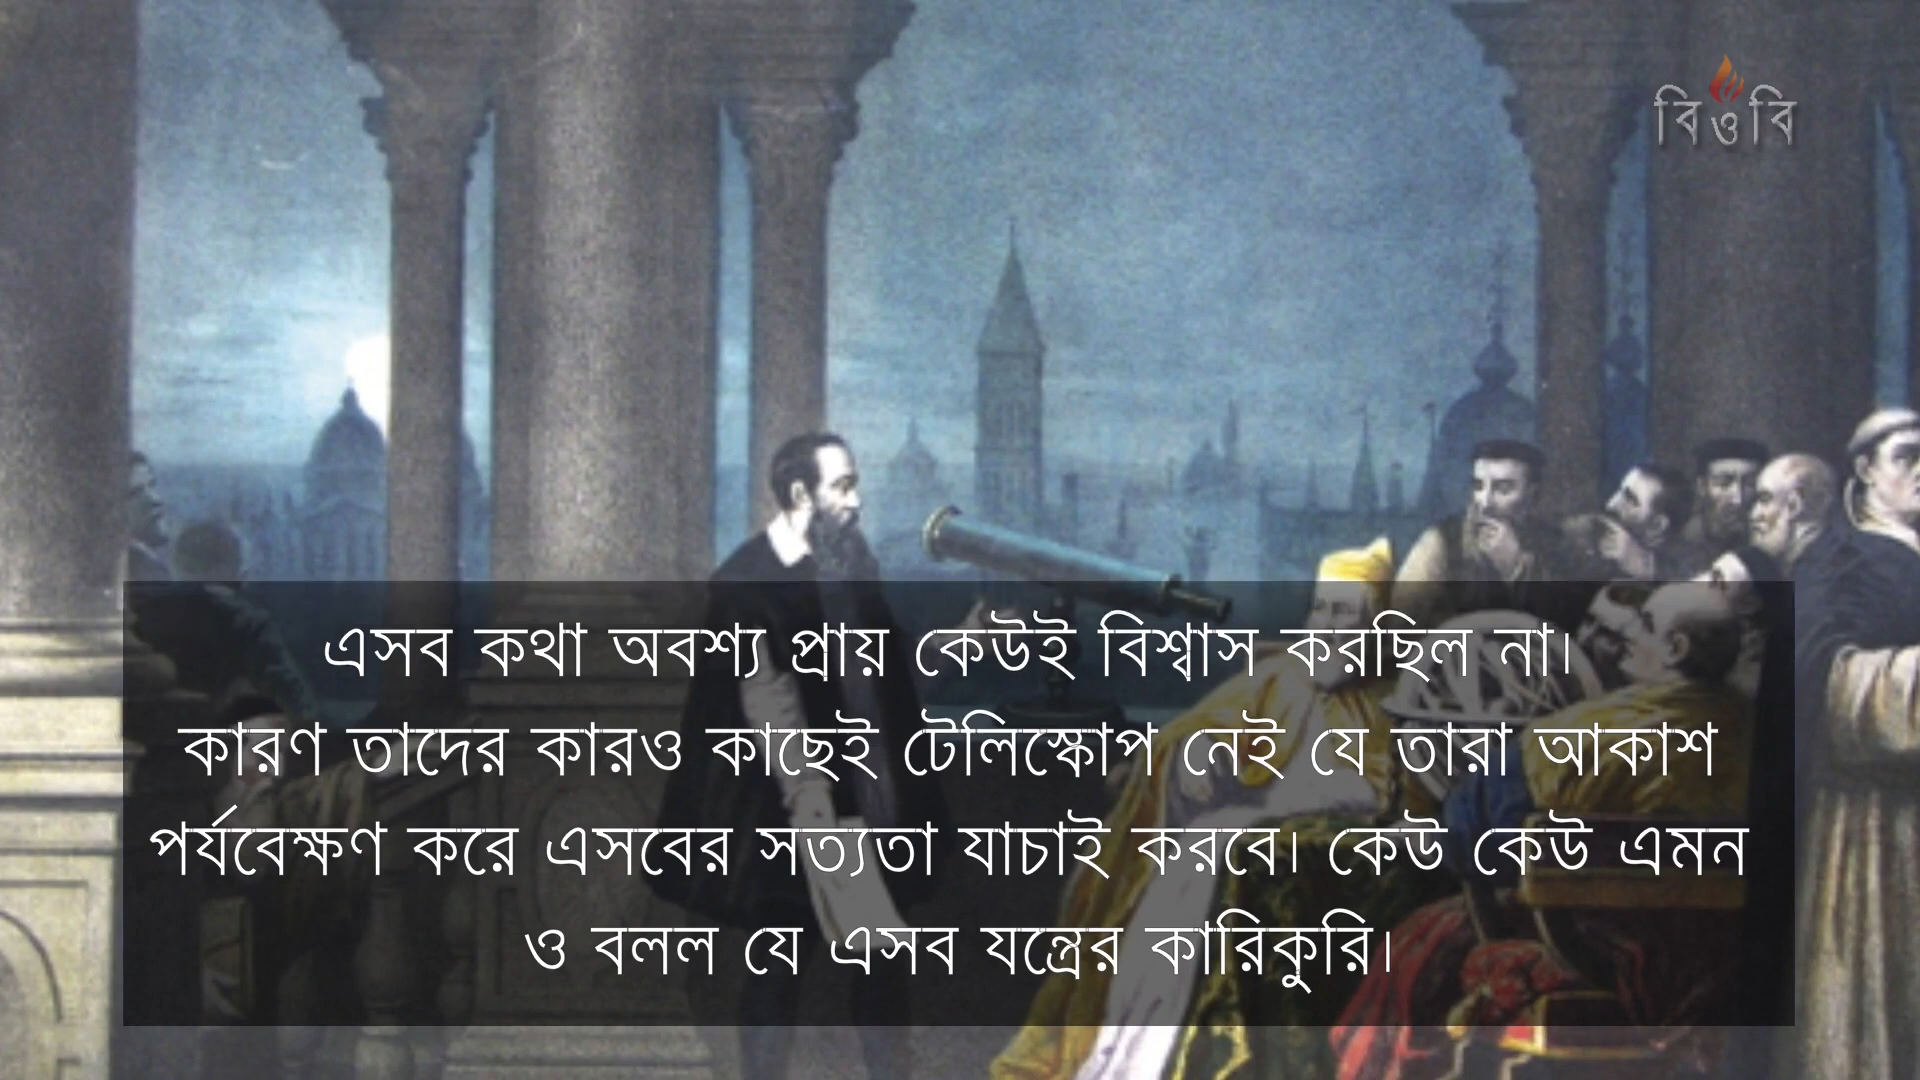 বিওবি
এসব কথা অবশ্য প্রায় কেউই বিশ্বাস করছিল না।
কারণ তাদের কারও কাছেই টেলিস্কোপ নেই যে তারা আকাশ
পর্যবেক্ষণ করে এসবের সত্যতা যাচাই করবে। কেউ কেউ এমন
ও বলল যে এসব যন্ত্রের কারিকুরি।